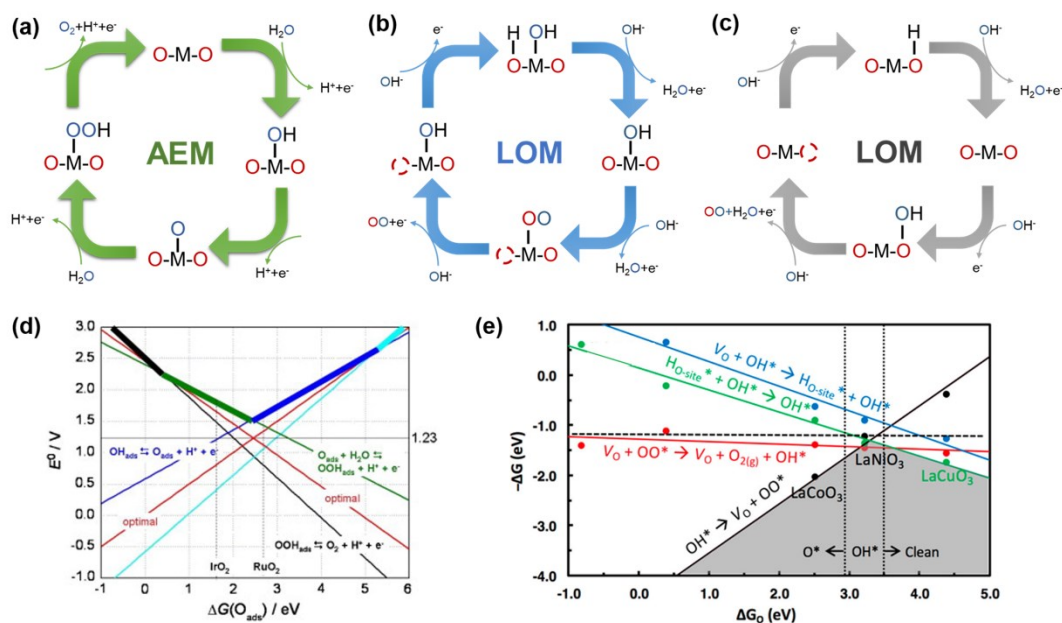 (a)
O₂+H⁺+e⁻
O-M-O
H₂O
H⁺+e⁻
OOH
O-M-O
AEM
OH
O-M-O
H⁺+e⁻
H₂O
O
O-M-O
H⁺+e⁻
(b)
e⁻
OH⁻
H OH
O-M-O
OH⁻
H₂O+e⁻
OH
-M-O
LOM
OH
O-M-O
OO+e⁻
OH⁻
OO
-M-O
OH⁻
H₂O+e⁻
(c)
e⁻
OH⁻
H
O-M-O
OH⁻
H₂O+e⁻
O-M-
LOM
O-M-O
OO+H₂O+e⁻
OH⁻
OH
O-M-O
OH⁻
e⁻
(d)
E⁰ / V
3.0
2.5
2.0
1.5
1.0
0.5
0.0
-0.5
-1.0
1.23
OHads ⇆ Oads + H⁺ + e⁻
Oads + H₂O ⇆
OOHads + H⁺ + e⁻
optimal
optimal
OOHads ⇆ O₂ + H⁺ + e⁻
IrO₂
RuO₂
-1 0 1 2 3 4 5 6
ΔG(Oads) / eV
(e)
−ΔG (eV)
1.0
0.0
-1.0
-2.0
-3.0
-4.0
VO + OH* → HO-site* + OH*
HO-site* + OH* → OH*
VO + OO* → VO + O2(g) + OH*
OH* → VO + OO*
LaNiO₃
LaCoO₃
LaCuO₃
O* ← OH* → Clean
-1.0 0.0 1.0 2.0 3.0 4.0 5.0
ΔGO (eV)